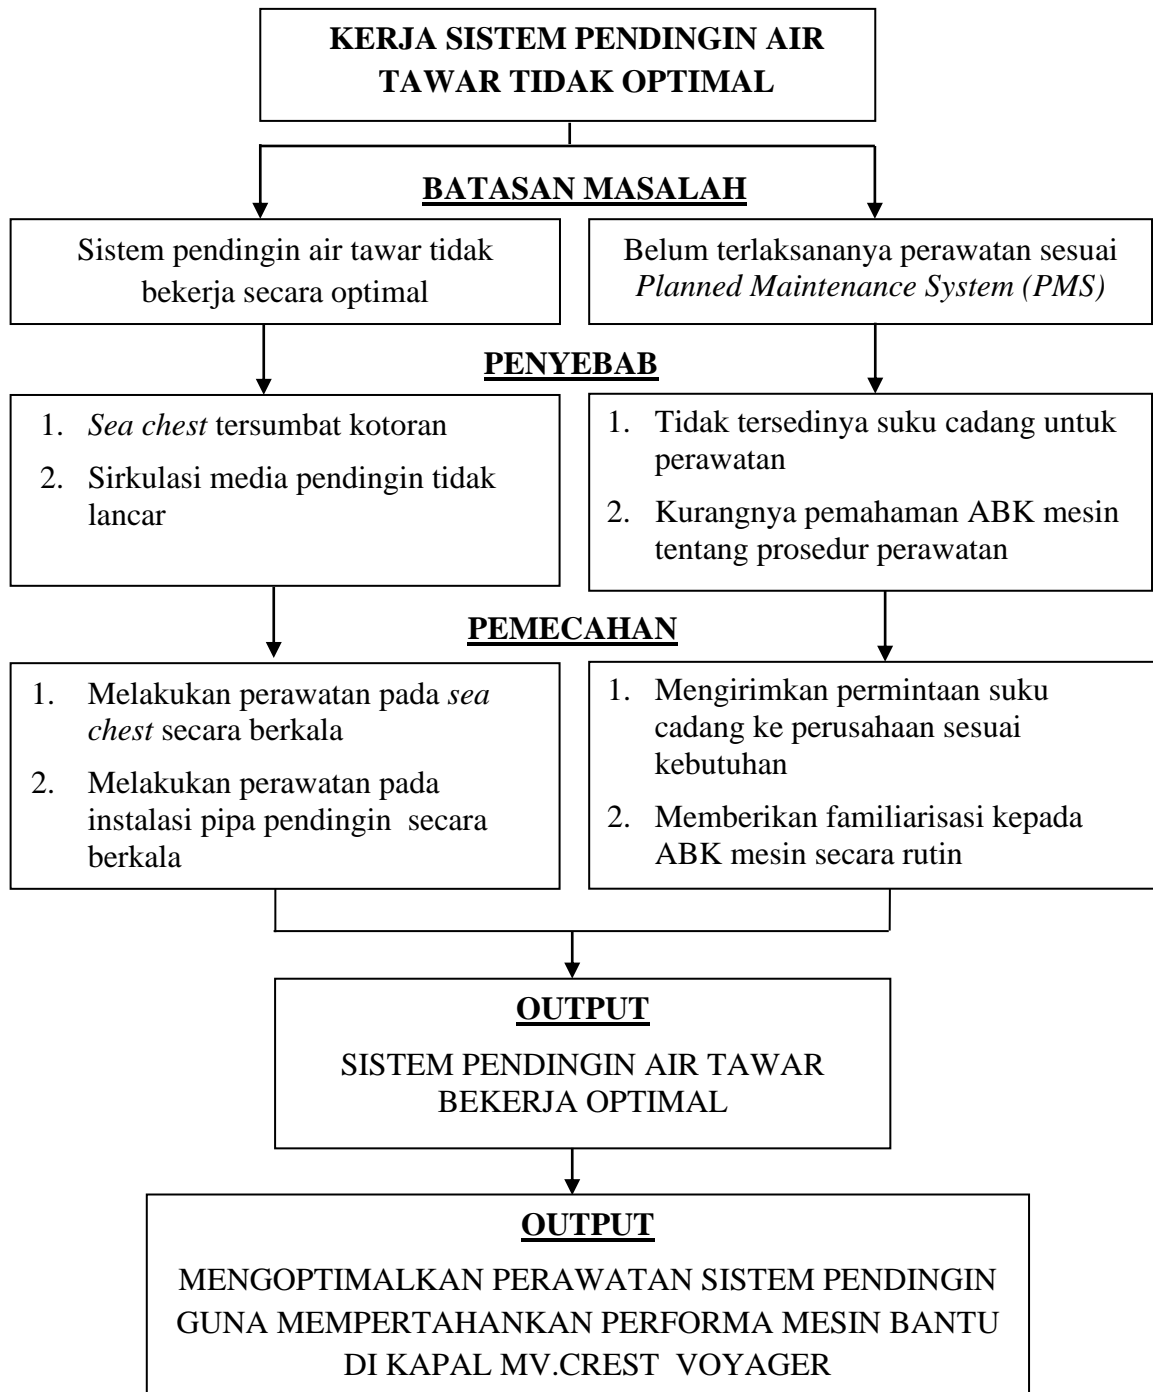 KERJA SISTEM PENDINGIN AIR
TAWAR TIDAK OPTIMAL
BATASAN MASALAH
Sistem pendingin air tawar tidak
bekerja secara optimal
Belum terlaksananya perawatan sesuai
Planned Maintenance System (PMS)
PENYEBAB
1. Sea chest tersumbat kotoran
2. Sirkulasi media pendingin tidak
lancar
1. Tidak tersedinya suku cadang untuk
perawatan
2. Kurangnya pemahaman ABK mesin
tentang prosedur perawatan
PEMECAHAN
1. Melakukan perawatan pada sea
chest secara berkala
2. Melakukan perawatan pada
instalasi pipa pendingin secara
berkala
1. Mengirimkan permintaan suku
cadang ke perusahaan sesuai
kebutuhan
2. Memberikan familiarisasi kepada
ABK mesin secara rutin
OUTPUT
SISTEM PENDINGIN AIR TAWAR
BEKERJA OPTIMAL
OUTPUT
MENGOPTIMALKAN PERAWATAN SISTEM PENDINGIN
GUNA MEMPERTAHANKAN PERFORMA MESIN BANTU
DI KAPAL MV.CREST VOYAGER